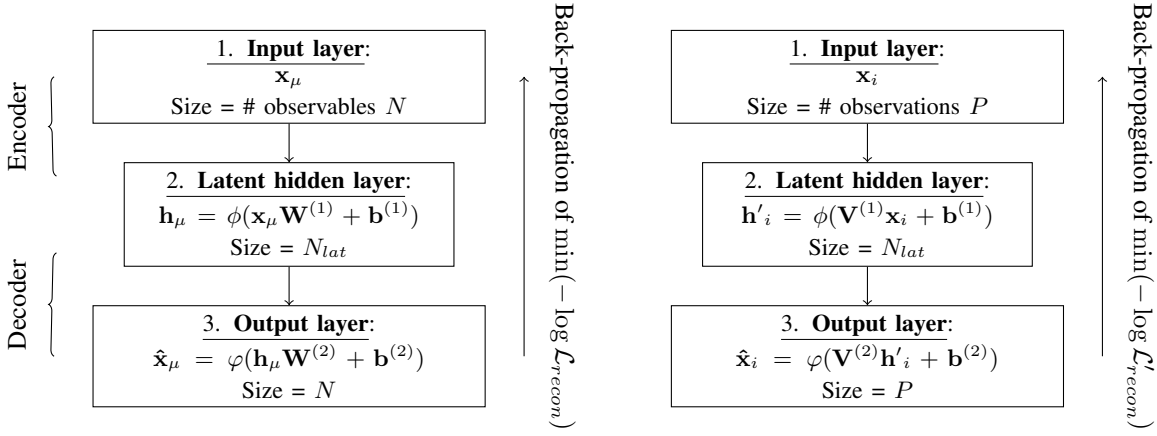 Encoder
Decoder
1. Input layer:
x_μ
Size = # observables N
2. Latent hidden layer:
h_μ = ϕ(x_μ W^(1) + b^(1))
Size = N_lat
3. Output layer:
x̂_μ = φ(h_μ W^(2) + b^(2))
Size = N
Back-propagation of min(− log ℒ_recon)
1. Input layer:
x_i
Size = # observations P
2. Latent hidden layer:
h'_i = ϕ(V^(1) x_i + b^(1))
Size = N_lat
3. Output layer:
x̂_i = φ(V^(2) h'_i + b^(2))
Size = P
Back-propagation of min(− log ℒ'_recon)